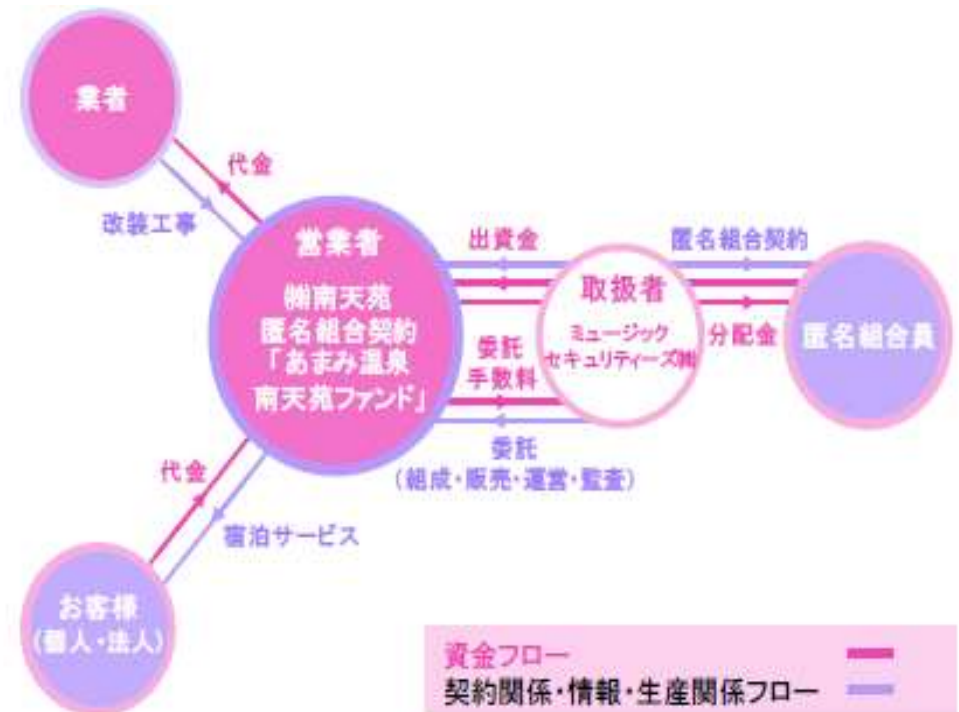 業者
代金
改装工事
営業者
㈱南天苑
匿名組合契約
「あまみ温泉
南天苑ファンド」
出資金
匿名組合契約
取扱者
ミュージック
セキュリティーズ㈱
分配金
匿名組合員
委託
手数料
委託
(組成・販売・運営・監査)
代金
宿泊サービス
お客様
(個人・法人)
資金フロー
契約関係・情報・生産関係フロー